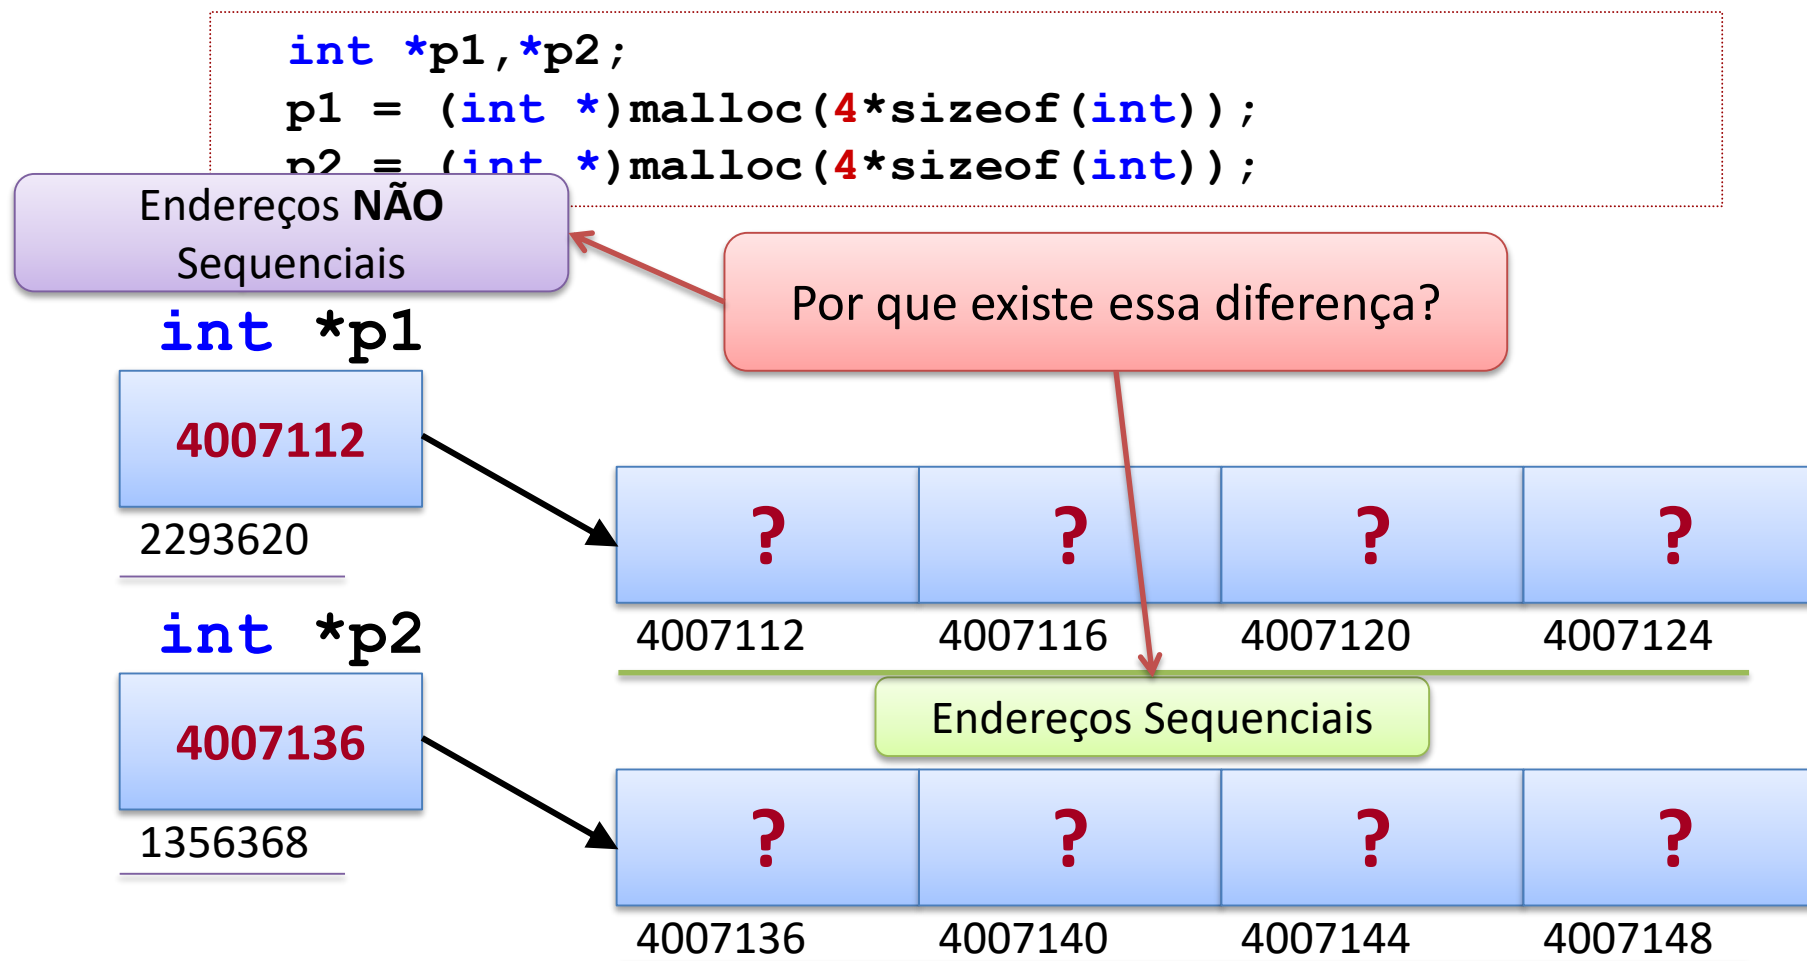 int *p1,*p2;
p1 = (int *)malloc(4*sizeof(int));
p2 = (int *)malloc(4*sizeof(int));
Endereços NÃO
Sequenciais
Por que existe essa diferença?
int *p1
4007112
2293620
? ? ? ?
4007112 4007116 4007120 4007124
int *p2
4007136
1356368
Endereços Sequenciais
? ? ? ?
4007136 4007140 4007144 4007148